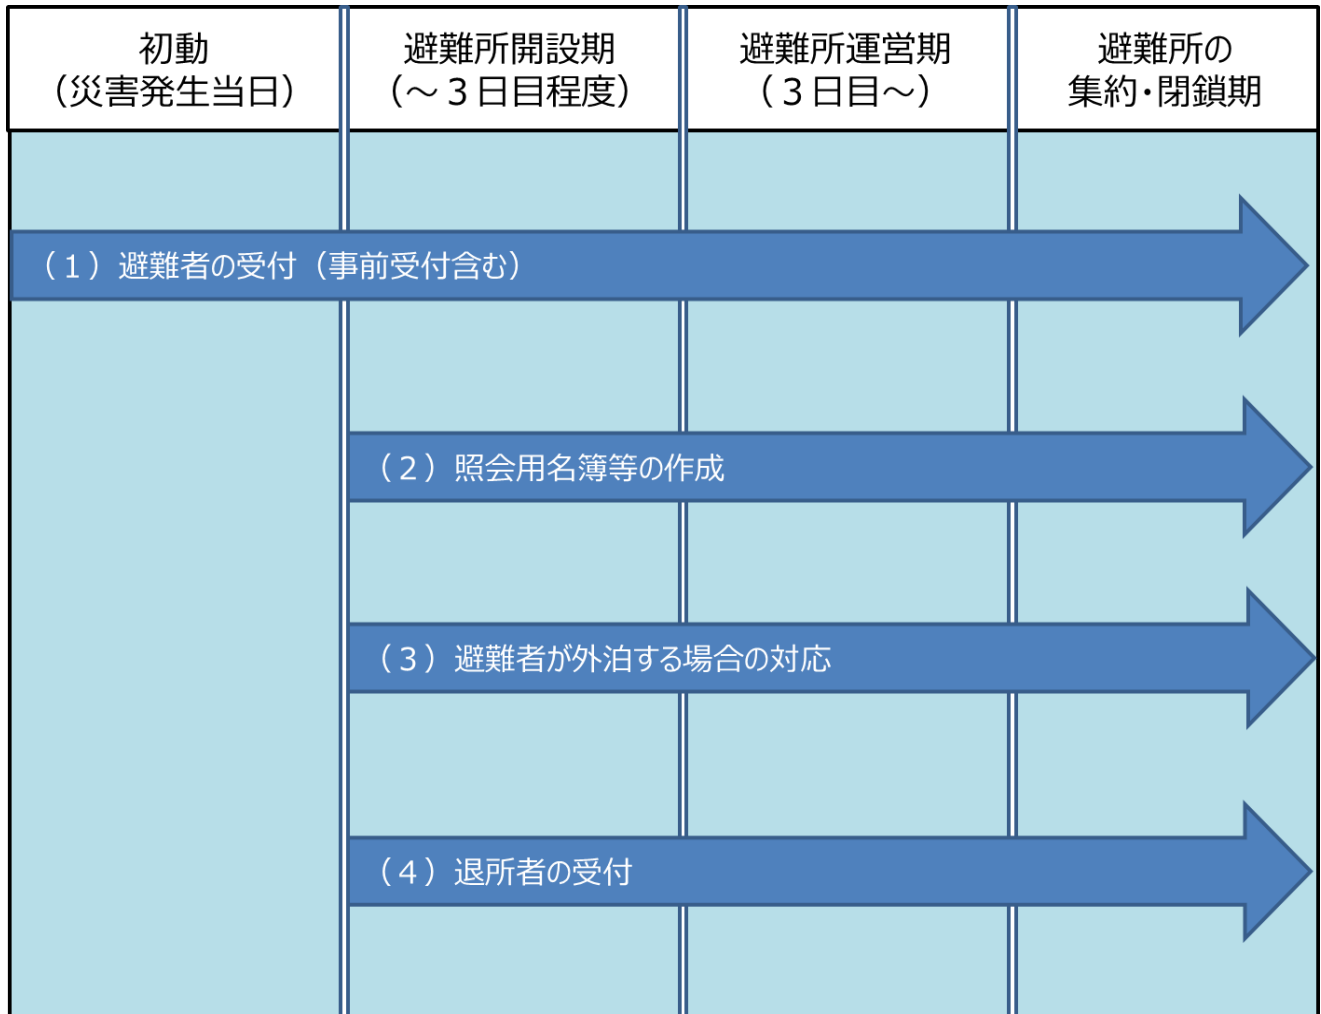 初動
（災害発生当日）
避難所開設期
（～３日目程度）
避難所運営期
（３日目～）
避難所の
集約・閉鎖期
（１）避難者の受付（事前受付含む）
（２）照会用名簿等の作成
（３）避難者が外泊する場合の対応
（４）退所者の受付